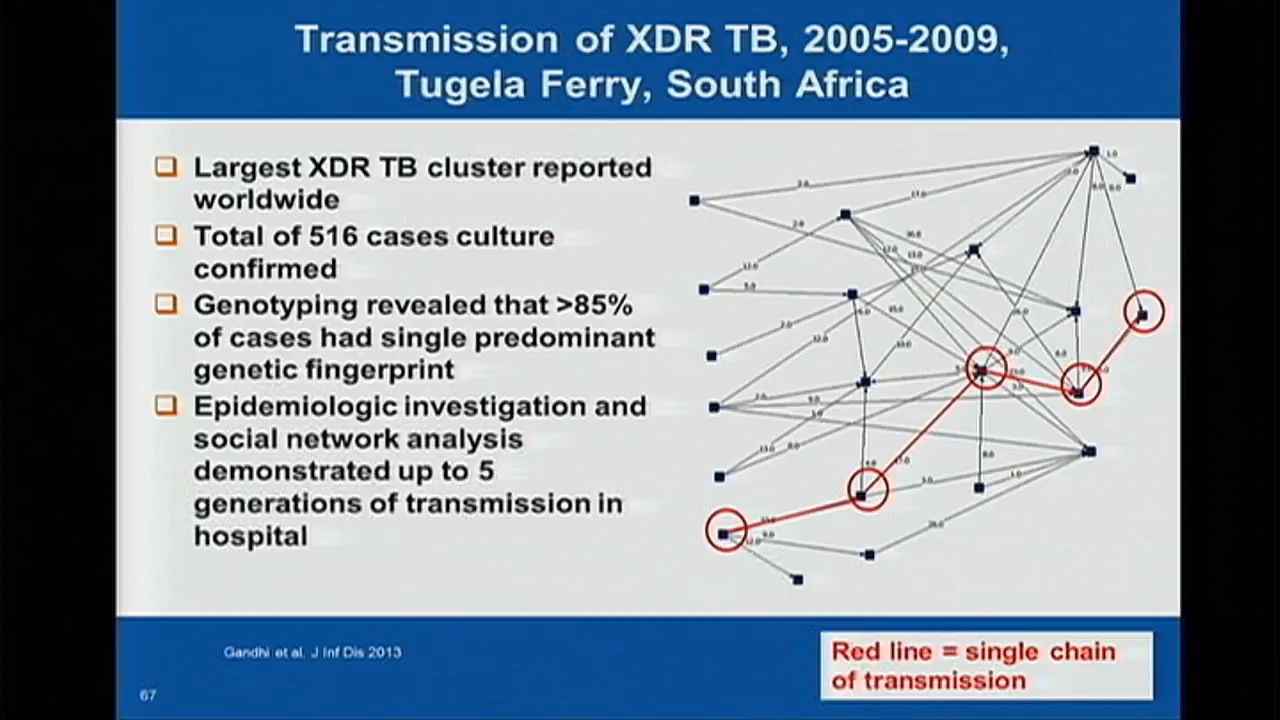 Transmission of XDR TB, 2005-2009,
Tugela Ferry, South Africa
Largest XDR TB cluster reported
worldwide
Total of 516 cases culture
confirmed
Genotyping revealed that >85%
of cases had single predominant
genetic fingerprint
Epidemiologic investigation and
social network analysis
demonstrated up to 5
generations of transmission in
hospital
Gandhi et al. J Inf Dis 2013
67
Red line = single chain
of transmission